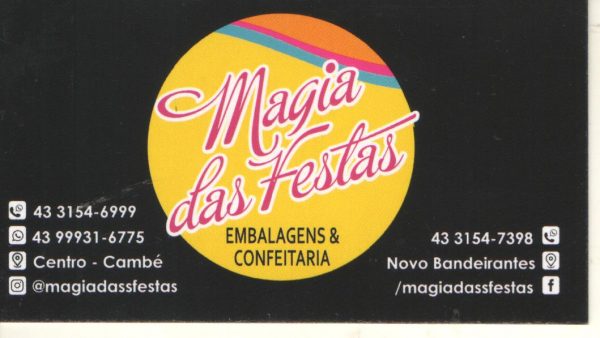 Magia
das Festas
EMBALAGENS &
CONFEITARIA
43 3154-6999
43 99931-6775
Centro - Cambé
@magiadassfestas
43 3154-7398
Novo Bandeirantes
/magiadassfestas